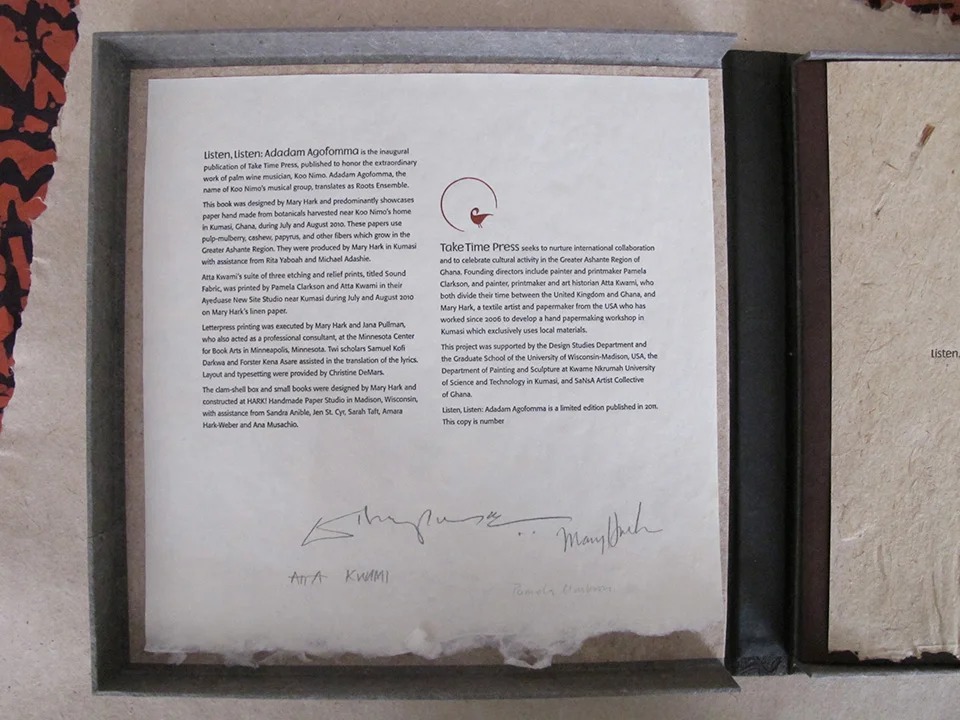 Listen, Listen: Adadam Agofomma is the inaugural
publication of Take Time Press, published to honor the extraordinary
work of palm wine musician, Koo Nimo. Adadam Agofomma, the
name of Koo Nimo's musical group, translates as Roots Ensemble.
This book was designed by Mary Hark and predominantly showcases
paper hand made from botanicals harvested near Koo Nimo's home
in Kumasi, Ghana, during July and August 2010. These papers use
pulp-mulberry, cashew, papyrus, and other fibers which grow in the
Greater Ashante Region. They were produced by Mary Hark in Kumasi
with assistance from Rita Yaboah and Michael Adashie.
Atta Kwami's suite of three etching and relief prints, titled Sound
Fabric, was printed by Pamela Clarkson and Atta Kwami in their
Ayeduase New Site Studio near Kumasi during July and August 2010
on Mary Hark's linen paper.
Letterpress printing was executed by Mary Hark and Jana Pullman,
who also acted as a professional consultant, at the Minnesota Center
for Book Arts in Minneapolis, Minnesota. Twi scholars Samuel Kofi
Darkwa and Forster Kena Asare assisted in the translation of the lyrics.
Layout and typesetting were provided by Christine DeMars.
The clam-shell box and small books were designed by Mary Hark and
constructed at HARK! Handmade Paper Studio in Madison, Wisconsin,
with assistance from Sandra Anible, Jen St. Cyr, Sarah Taft, Amara
Hark-Weber and Ana Musachio.
Take Time Press seeks to nurture international collaboration
and to celebrate cultural activity in the Greater Ashante Region of
Ghana. Founding directors include painter and printmaker Pamela
Clarkson, and painter, printmaker and art historian Atta Kwami, who
both divide their time between the United Kingdom and Ghana, and
Mary Hark, a textile artist and papermaker from the USA who has
worked since 2006 to develop a hand papermaking workshop in
Kumasi which exclusively uses local materials.
This project was supported by the Design Studies Department and
the Graduate School of the University of Wisconsin-Madison, USA, the
Department of Painting and Sculpture at Kwame Nkrumah University
of Science and Technology in Kumasi, and SaNsA Artist Collective
of Ghana.
Listen, Listen: Adadam Agofomma is a limited edition published in 2011.
This copy is number
Mary Hark
ATTA KWAMI
Pamela Clarkson
Listen,